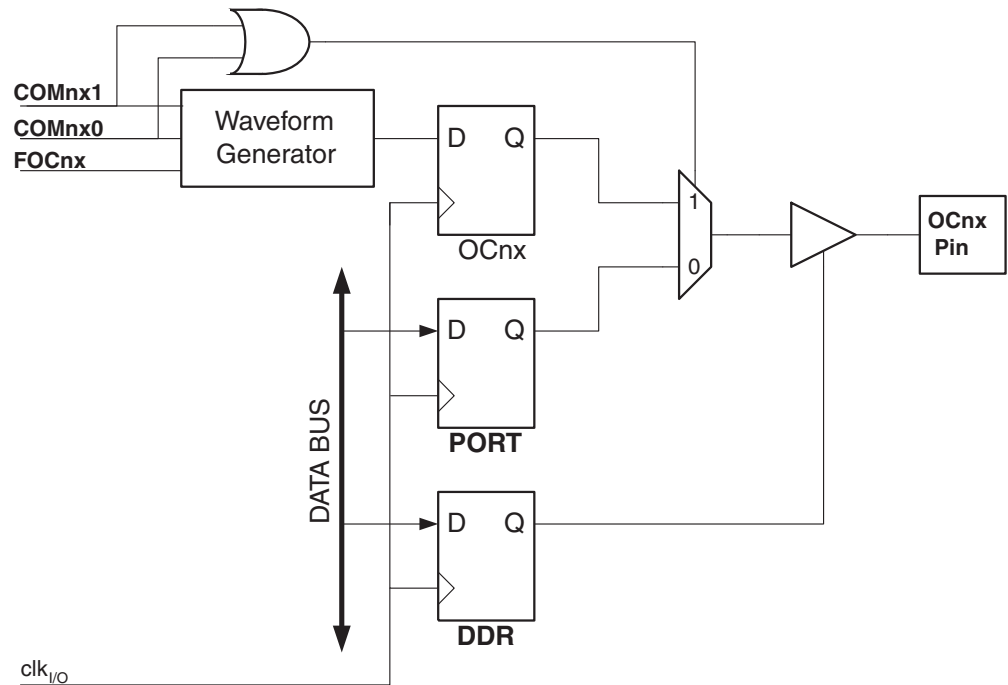 COMnx1
COMnx0
FOCnx
Waveform
Generator
D Q
OCnx
1
0
OCnx
Pin
D Q
PORT
DATA BUS
D Q
DDR
clkI/O